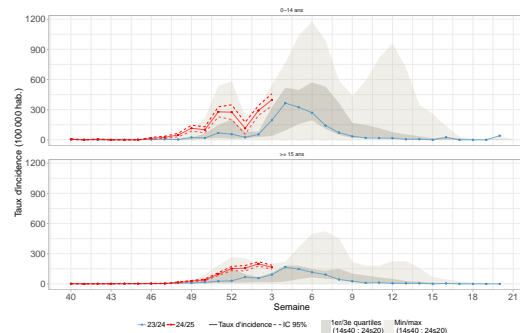 0–14 ans
1200
900
600
300
0
Taux d'incidence (100 000 hab.)
>= 15 ans
1200
900
600
300
0
40 43 46 49 52 3 6 9 12 15 18 21
Semaine
23/24 24/25 Taux d'incidence IC 95% 1er/3e quartiles (14s40 : 24s20) Min/max (14s40 : 24s20)